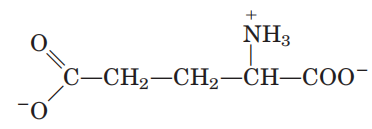 +
NH₃
O
C—CH₂—CH₂—CH—COO⁻
⁻O